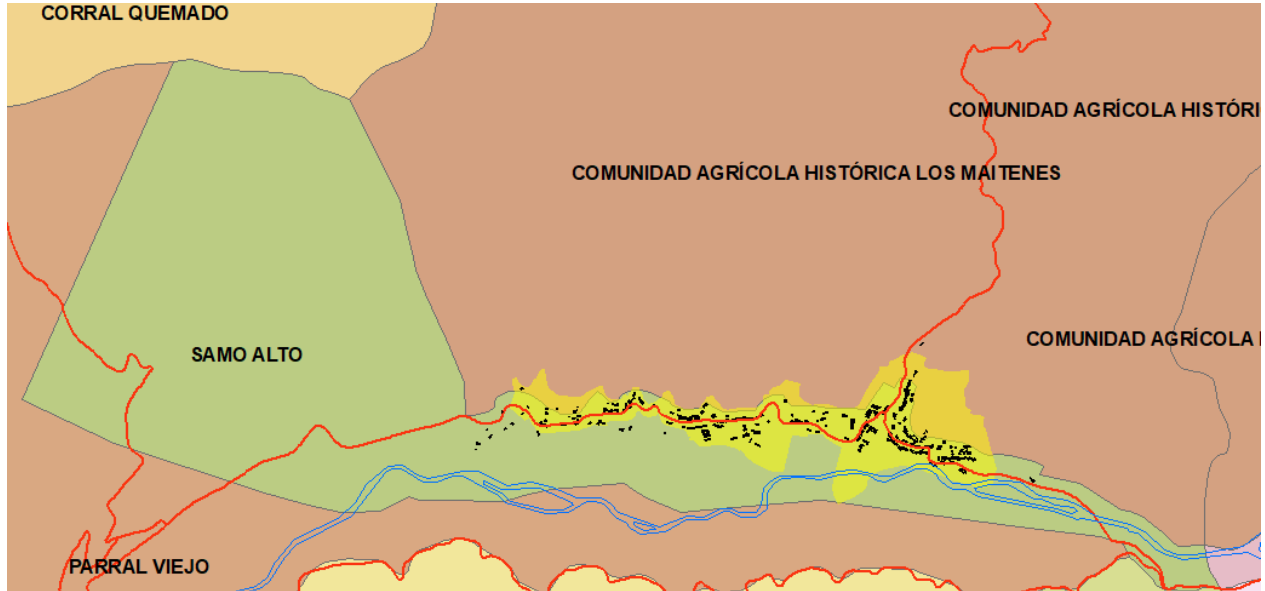 CORRAL QUEMADO
COMUNIDAD AGRÍCOLA HISTÓRI
COMUNIDAD AGRÍCOLA HISTÓRICA LOS MAITENES
COMUNIDAD AGRÍCOLA
SAMO ALTO
PARRAL VIEJO